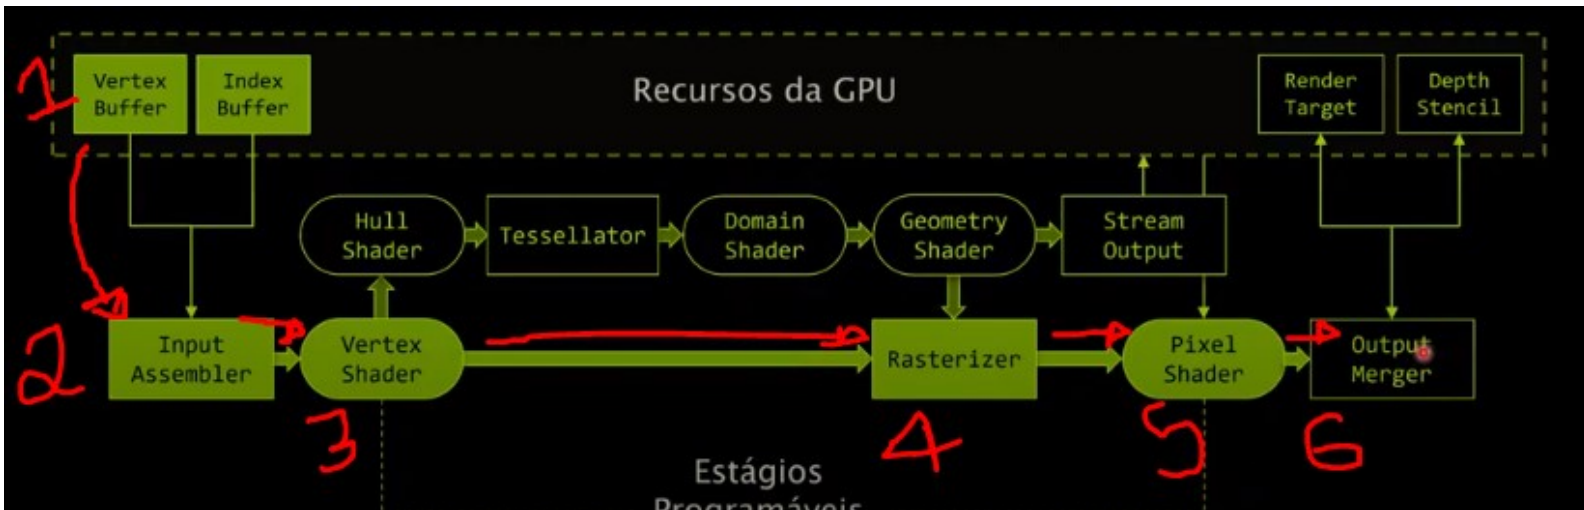 1
Vertex
Buffer
Index
Buffer
Recursos da GPU
Render
Target
Depth
Stencil
Hull
Shader
Tessellator
Domain
Shader
Geometry
Shader
Stream
Output
2
Input
Assembler
Vertex
Shader
Rasterizer
Pixel
Shader
Output
Merger
3
4
5
6
Estágios
Programáveis